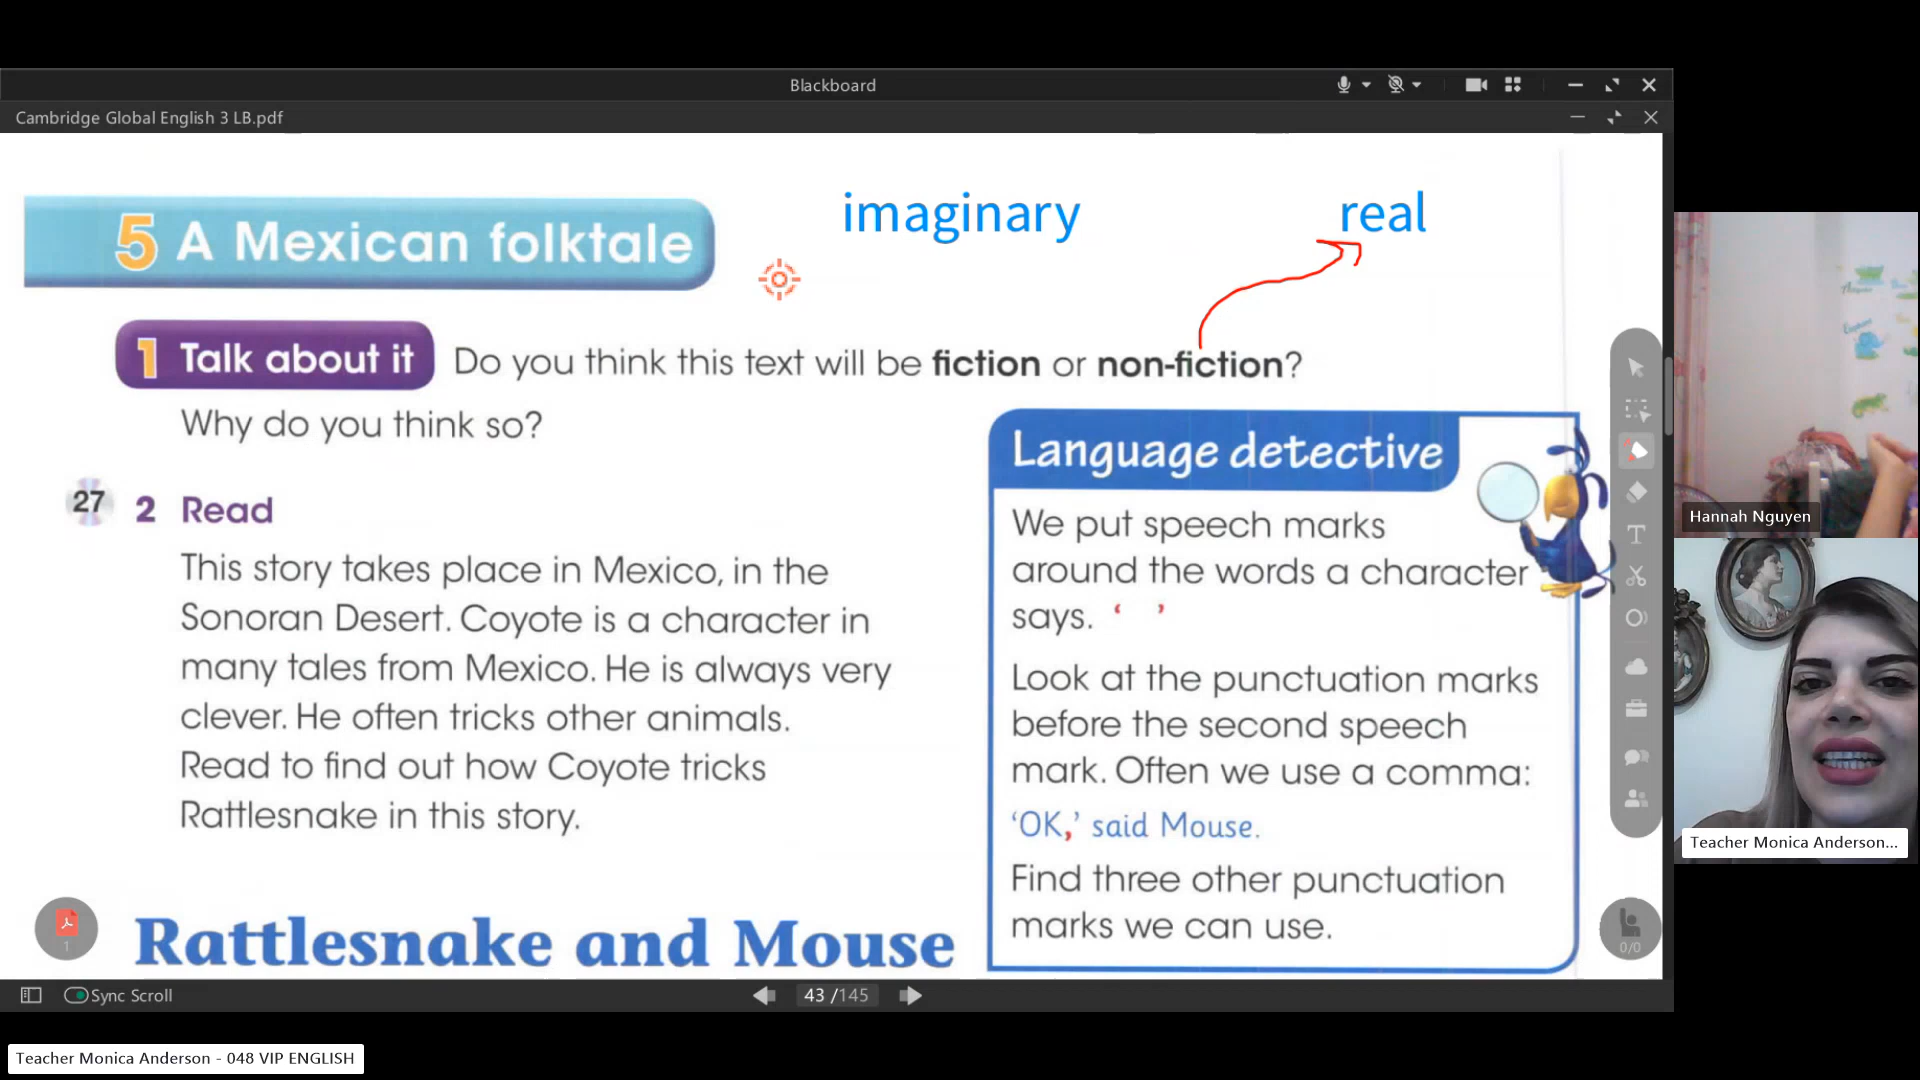 Blackboard
Cambridge Global English 3 LB.pdf
imaginary
real
5 A Mexican folktale
1 Talk about it Do you think this text will be fiction or non-fiction?
Why do you think so?
27 2 Read
This story takes place in Mexico, in the
Sonoran Desert. Coyote is a character in
many tales from Mexico. He is always very
clever. He often tricks other animals.
Read to find out how Coyote tricks
Rattlesnake in this story.
Rattlesnake and Mouse
Language detective
We put speech marks
around the words a character
says. ‘ ’
Look at the punctuation marks
before the second speech
mark. Often we use a comma:
‘OK,’ said Mouse.
Find three other punctuation
marks we can use.
1
T
0/0
Sync Scroll
43 /145
Hannah Nguyen
Teacher Monica Anderson...
Teacher Monica Anderson - 048 VIP ENGLISH